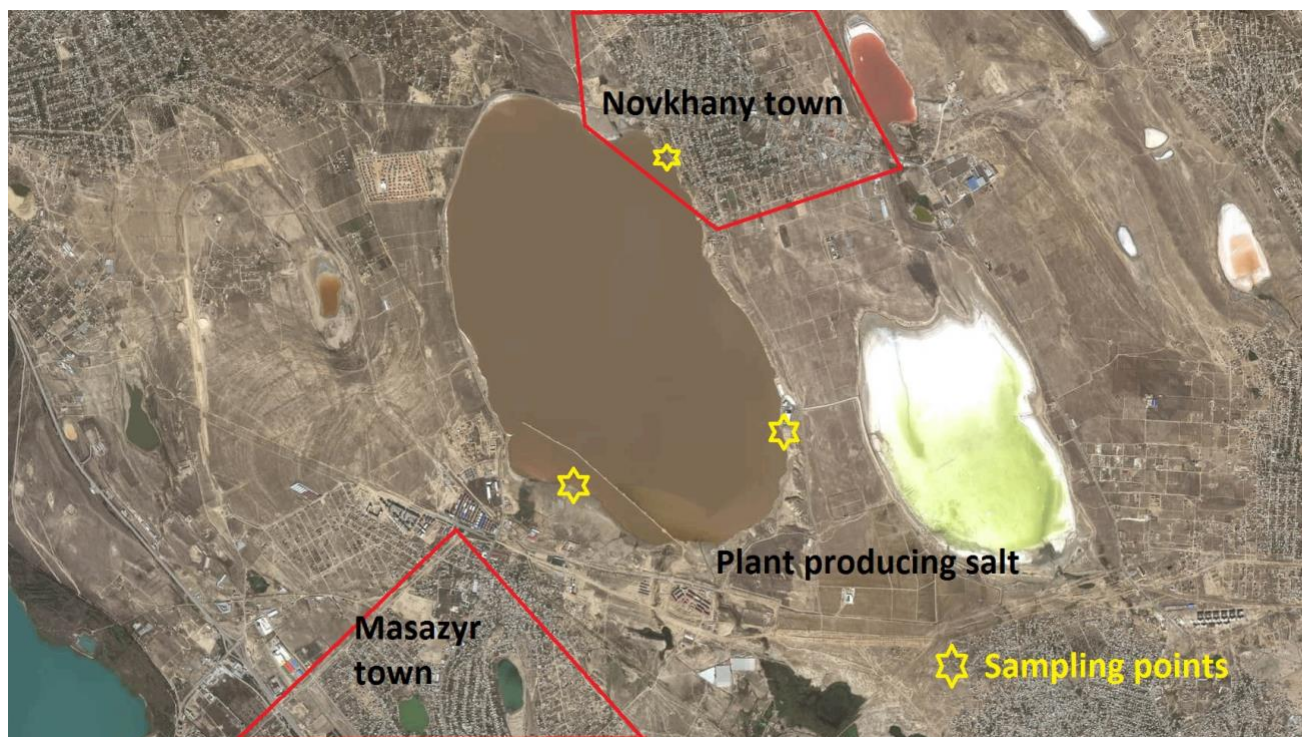 Novkhany town
Plant producing salt
Masazyr
town
Sampling points